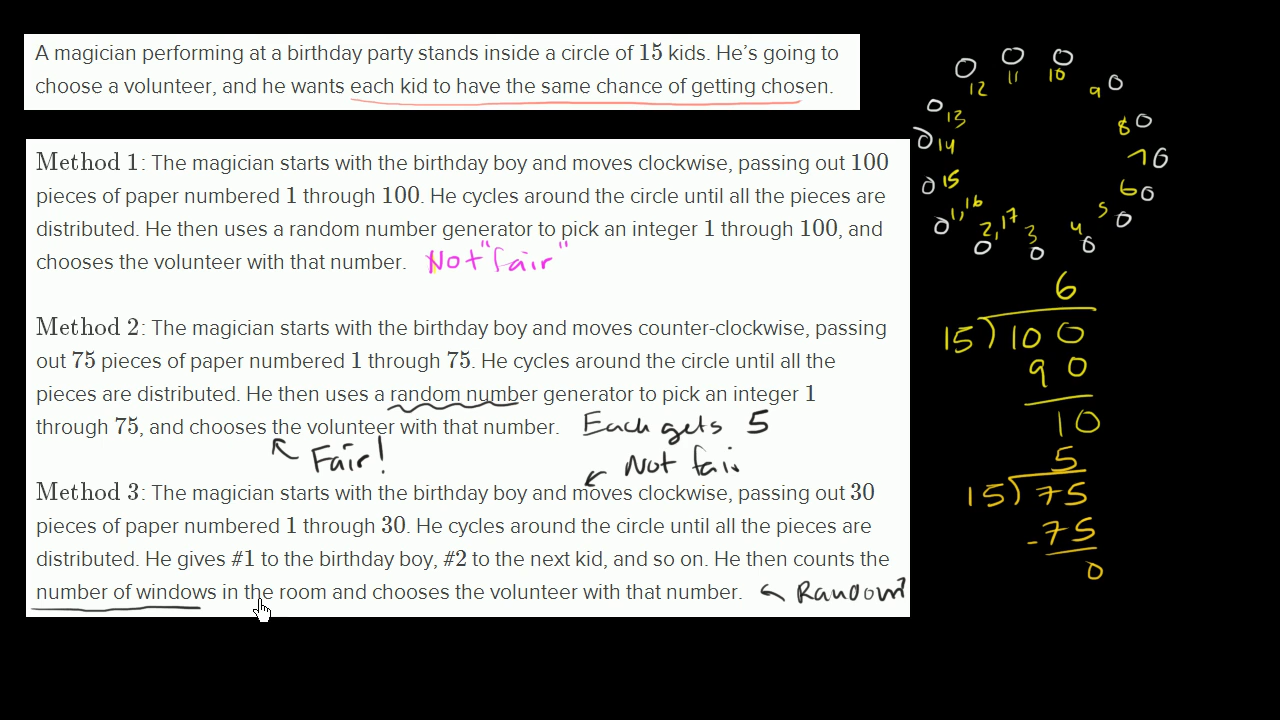 A magician performing at a birthday party stands inside a circle of 15 kids. He's going to
choose a volunteer, and he wants each kid to have the same chance of getting chosen.
Method 1: The magician starts with the birthday boy and moves clockwise, passing out 100
pieces of paper numbered 1 through 100. He cycles around the circle until all the pieces are
distributed. He then uses a random number generator to pick an integer 1 through 100, and
chooses the volunteer with that number. Not "fair"
Method 2: The magician starts with the birthday boy and moves counter-clockwise, passing
out 75 pieces of paper numbered 1 through 75. He cycles around the circle until all the
pieces are distributed. He then uses a random number generator to pick an integer 1
through 75, and chooses the volunteer with that number. Each gets 5
Fair!
Not fair
Method 3: The magician starts with the birthday boy and moves clockwise, passing out 30
pieces of paper numbered 1 through 30. He cycles around the circle until all the pieces are
distributed. He gives #1 to the birthday boy, #2 to the next kid, and so on. He then counts the
number of windows in the room and chooses the volunteer with that number. Random?
12 11 10 9
13 8
14 7
15 6
1, 16 2, 17 3 4 5
6
15)100
90
10
5
15)75
-75
0